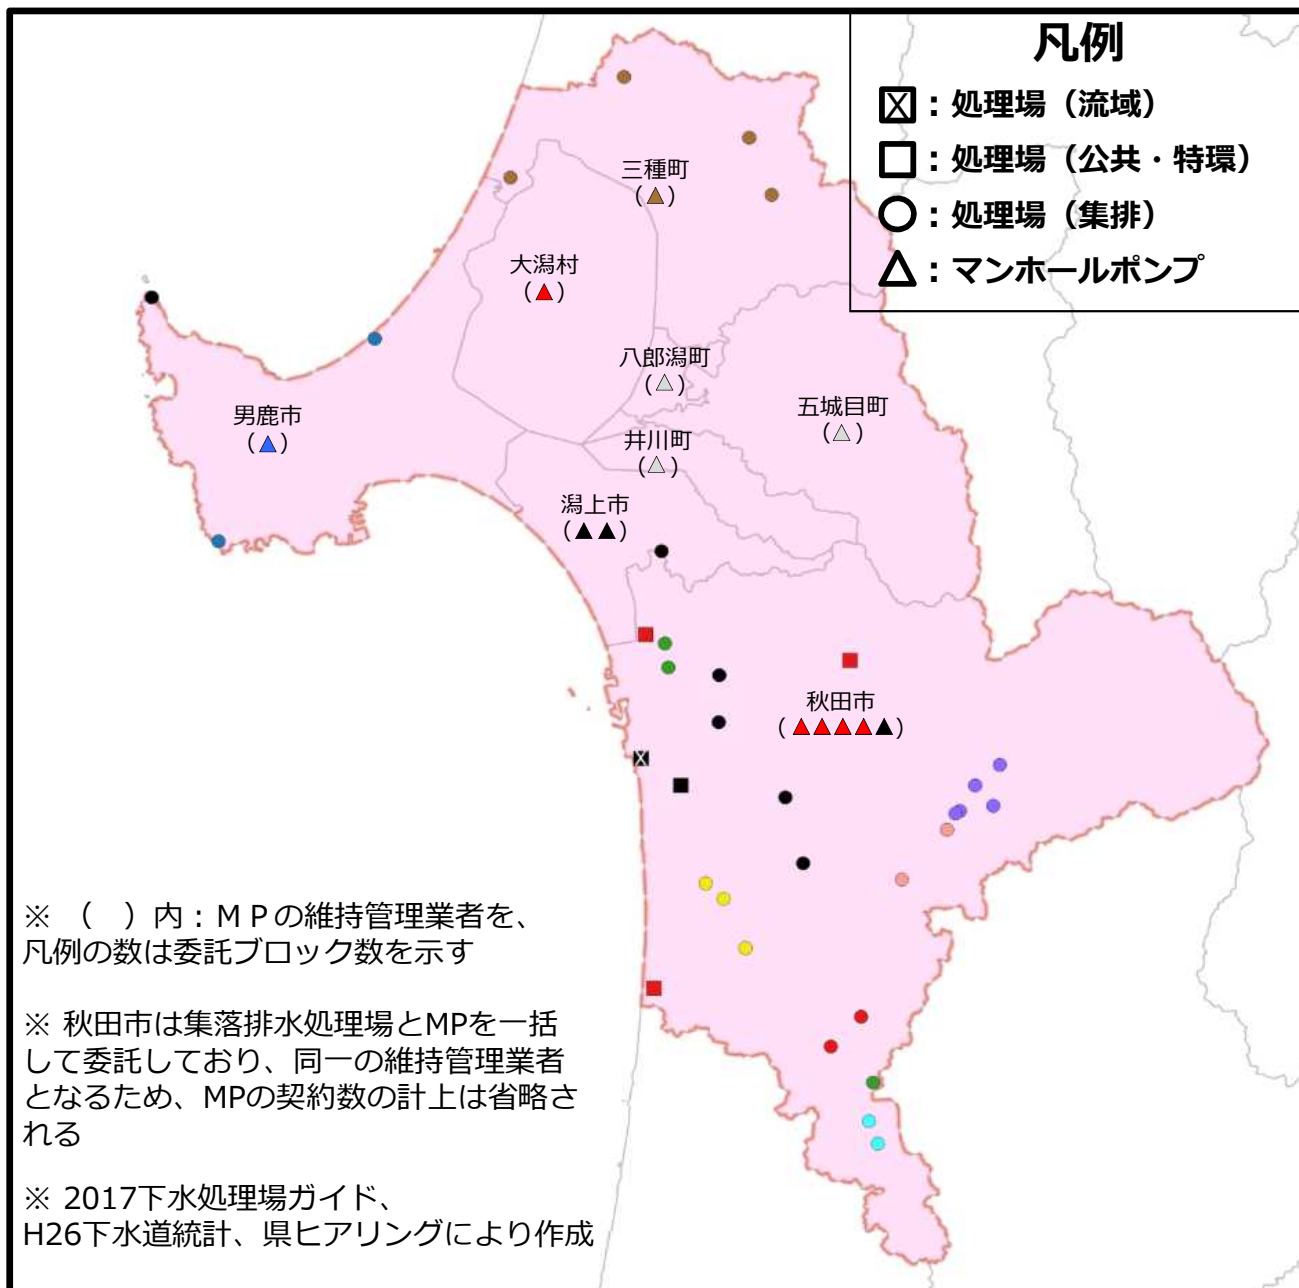 凡例
：処理場（流域）
：処理場（公共・特環）
：処理場（集排）
：マンホールポンプ
三種町
（▲）
大潟村
（▲）
八郎潟町
（△）
五城目町
（△）
男鹿市
（▲）
井川町
（△）
潟上市
（▲▲）
秋田市
（▲▲▲▲▲）
※ （　）内：ＭＰの維持管理業者を、
凡例の数は委託ブロック数を示す
※ 秋田市は集落排水処理場とMPを一括
して委託しており、同一の維持管理業者
となるため、MPの契約数の計上は省略さ
れる
※ 2017下水処理場ガイド、
H26下水道統計、県ヒアリングにより作成